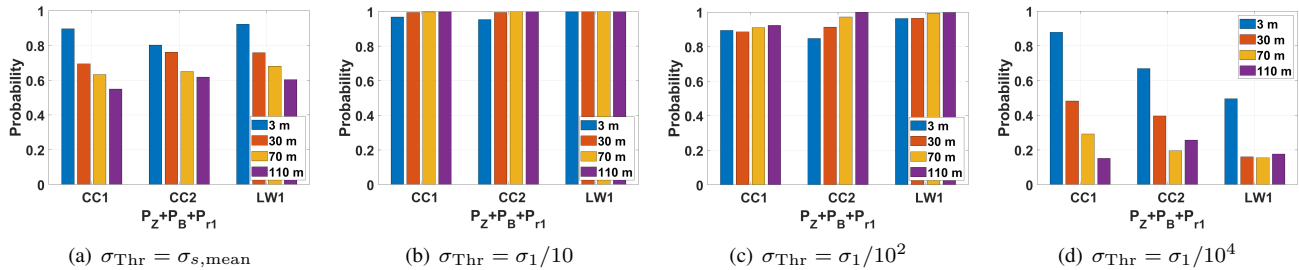 1
0.8
0.6
0.4
0.2
0
Probability
3 m
30 m
70 m
110 m
CC1 CC2 LW1
P_Z+P_B+P_r1
(a) σ_Thr = σ_s,mean
1
0.8
0.6
0.4
0.2
0
Probability
3 m
30 m
70 m
110 m
CC1 CC2 LW1
P_Z+P_B+P_r1
(b) σ_Thr = σ_1/10
1
0.8
0.6
0.4
0.2
0
Probability
3 m
30 m
70 m
110 m
CC1 CC2 LW1
P_Z+P_B+P_r1
(c) σ_Thr = σ_1/10^2
1
0.8
0.6
0.4
0.2
0
Probability
3 m
30 m
70 m
110 m
CC1 CC2 LW1
P_Z+P_B+P_r1
(d) σ_Thr = σ_1/10^4